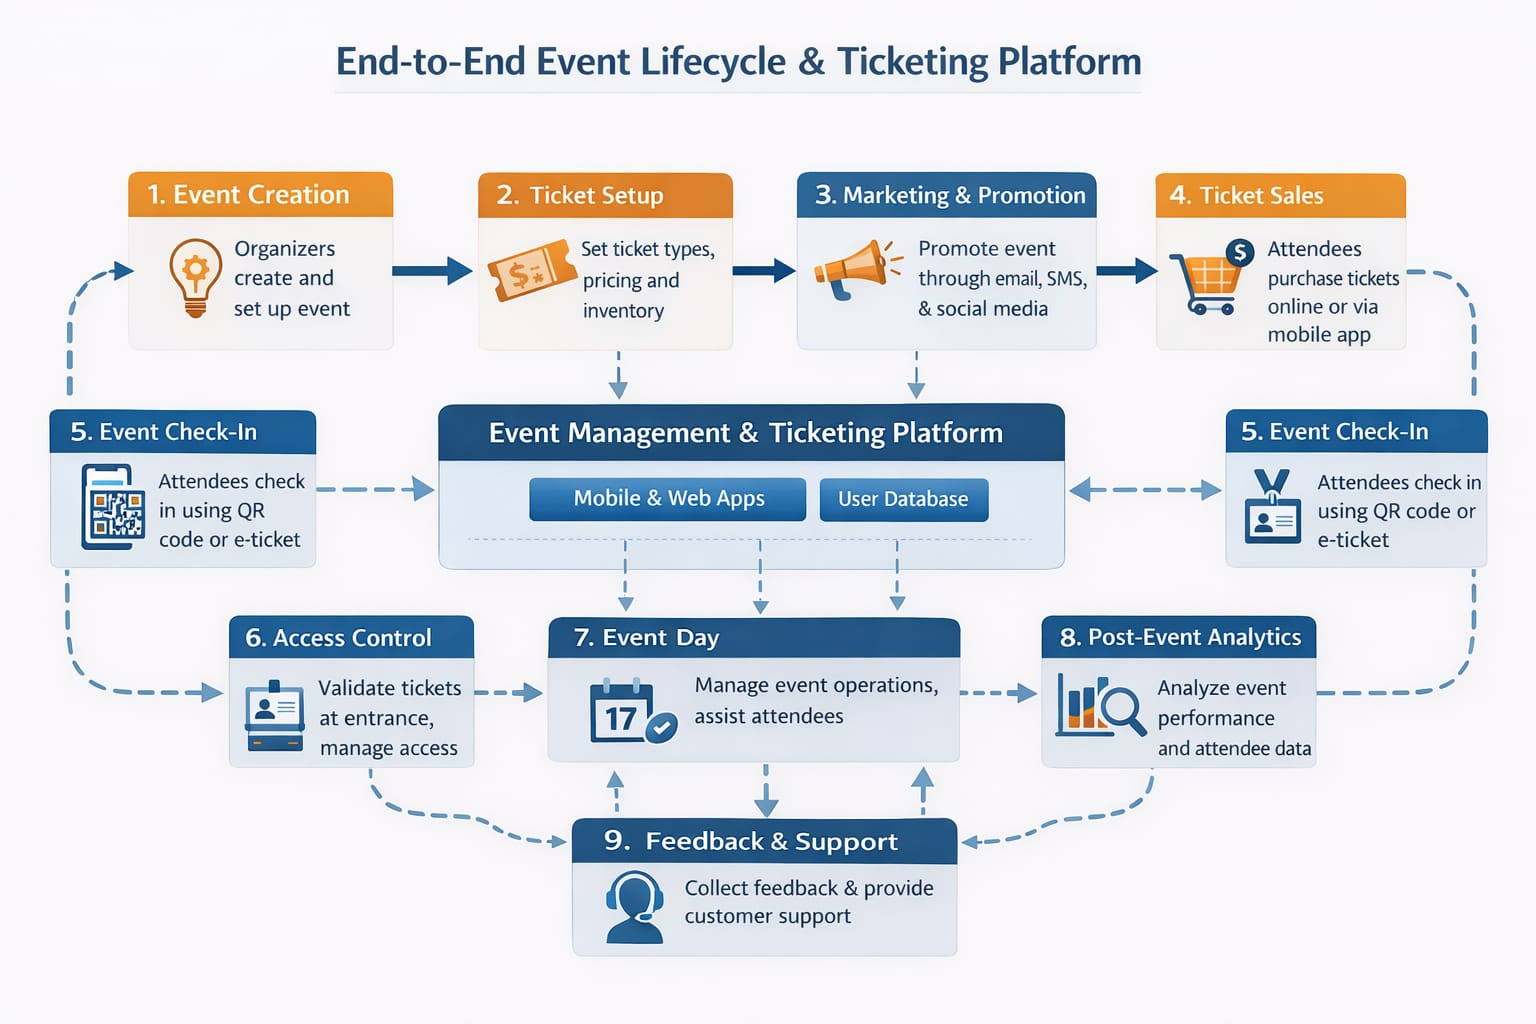 End-to-End Event Lifecycle & Ticketing Platform
1. Event Creation
Organizers
create and
set up event
2. Ticket Setup
$
Set ticket types,
pricing and
inventory
3. Marketing & Promotion
Promote event
through email, SMS,
& social media
4. Ticket Sales
$
Attendees
purchase tickets
online or via
mobile app
5. Event Check-In
Attendees check
in using QR
code or e-ticket
Event Management & Ticketing Platform
Mobile & Web Apps
User Database
5. Event Check-In
Attendees check in
using QR code or
e-ticket
6. Access Control
Validate tickets
at entrance,
manage access
7. Event Day
17
Manage event operations,
assist attendees
8. Post-Event Analytics
Analyze event
performance
and attendee data
9. Feedback & Support
Collect feedback & provide
customer support